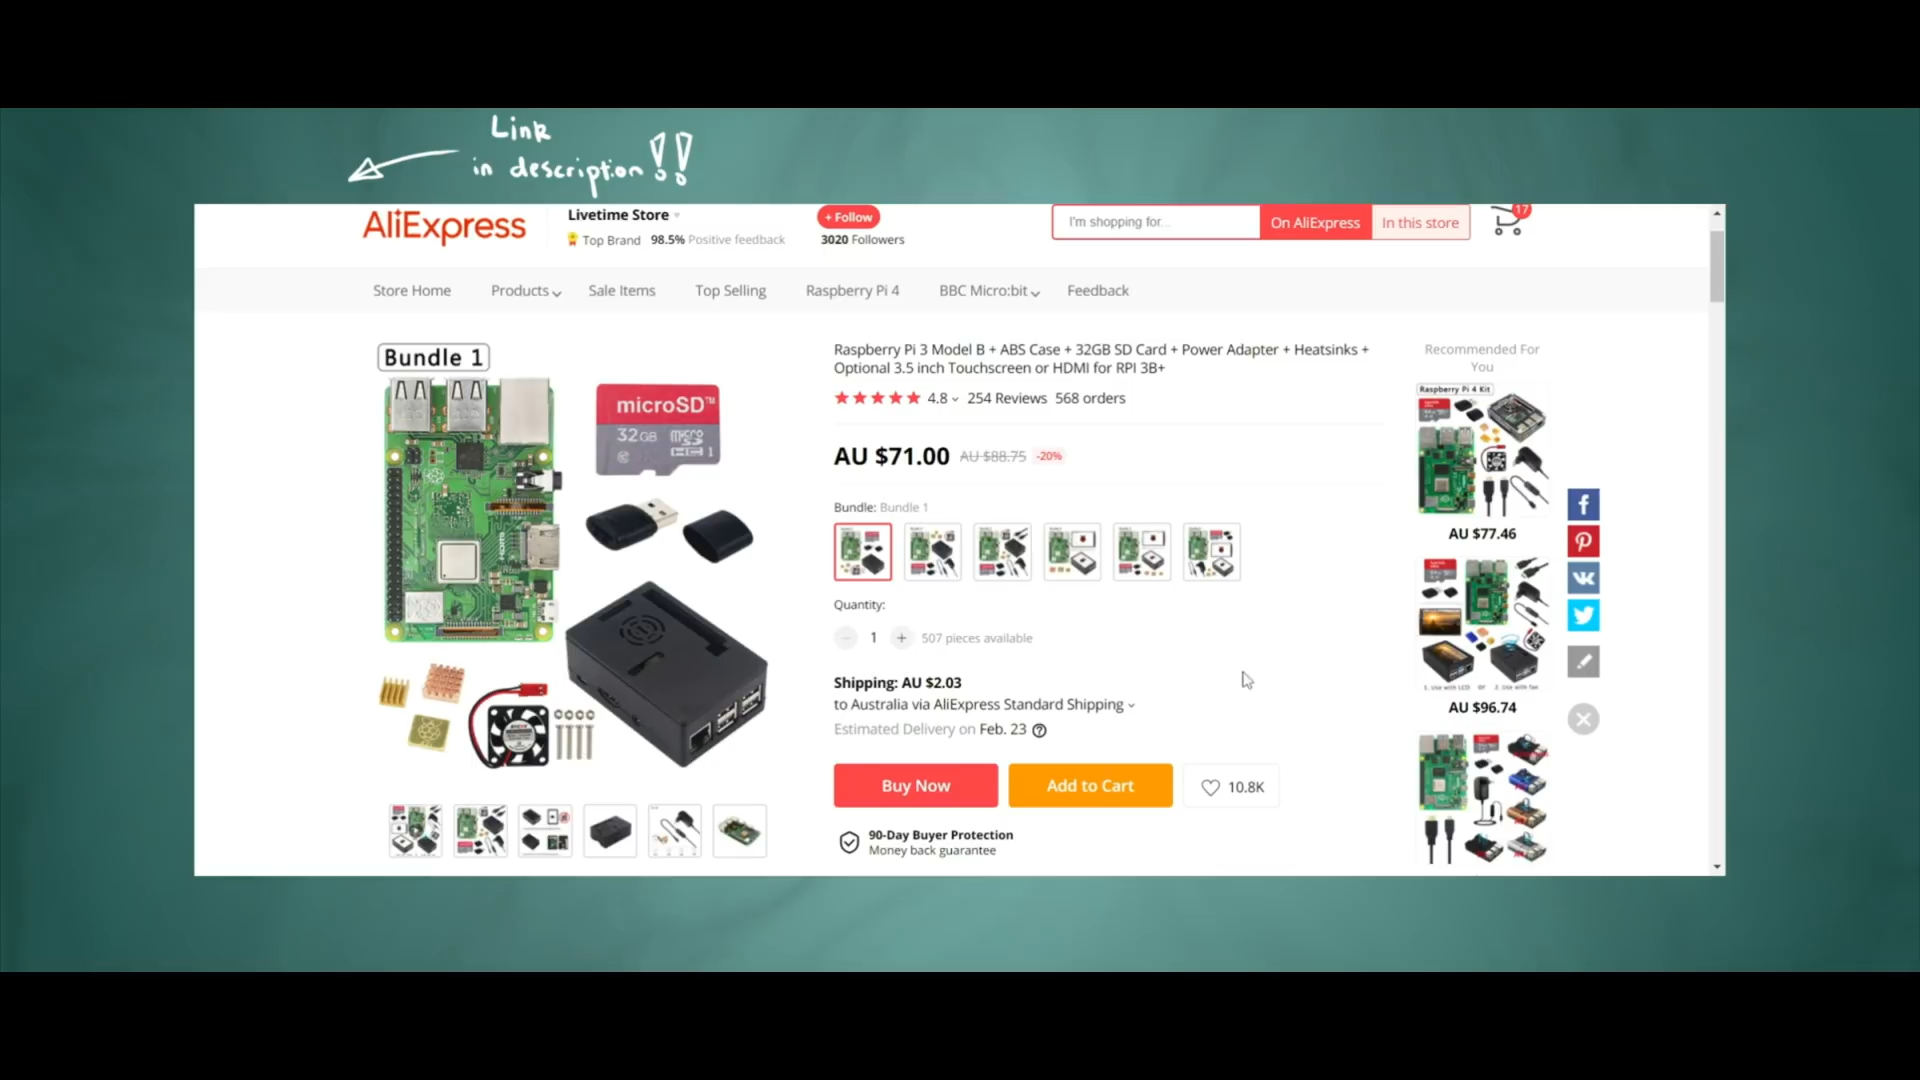 Link
in description!!
AliExpress
Livetime Store
Top Brand 98.5% Positive feedback
+ Follow
3020 Followers
I'm shopping for...
On AliExpress
In this store
17
Store Home
Products
Sale Items
Top Selling
Raspberry Pi 4
BBC Micro:bit
Feedback
Bundle 1
microSD™
32GB
Raspberry Pi 3 Model B + ABS Case + 32GB SD Card + Power Adapter + Heatsinks +
Optional 3.5 inch Touchscreen or HDMI for RPI 3B+
4.8 254 Reviews 568 orders
AU $71.00 AU $88.75 -20%
Bundle: Bundle 1
Quantity:
− 1 + 507 pieces available
Shipping: AU $2.03
to Australia via AliExpress Standard Shipping
Estimated Delivery on Feb. 23
Buy Now
Add to Cart
10.8K
90-Day Buyer Protection
Money back guarantee
Recommended For
You
Raspberry Pi 4 Kit
AU $77.46
AU $96.74